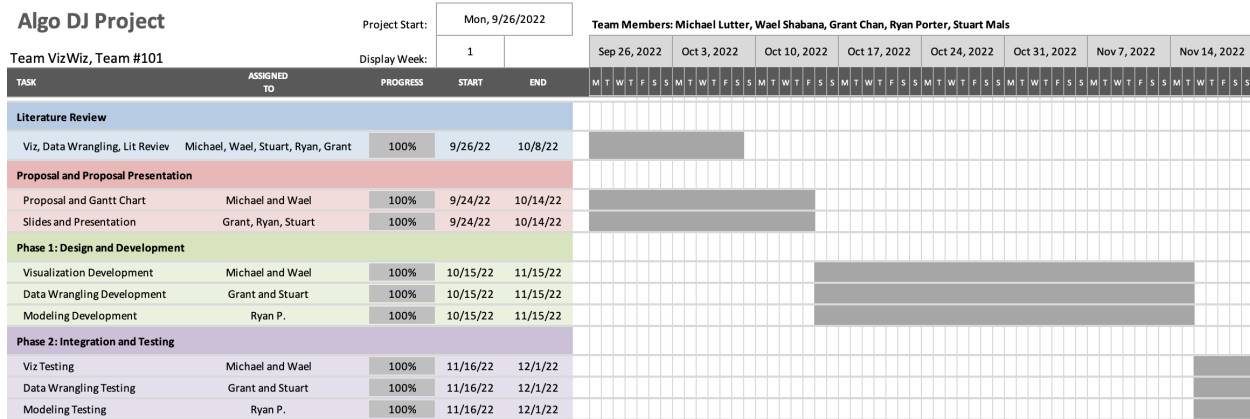 Algo DJ Project
Project Start: Mon, 9/26/2022
Team Members: Michael Lutter, Wael Shabana, Grant Chan, Ryan Porter, Stuart Mals
Team VizWiz, Team #101
Display Week: 1
Sep 26, 2022 Oct 3, 2022 Oct 10, 2022 Oct 17, 2022 Oct 24, 2022 Oct 31, 2022 Nov 7, 2022 Nov 14, 2022
TASK ASSIGNED TO PROGRESS START END
M T W T F S S M T W T F S S M T W T F S S M T W T F S S M T W T F S S M T W T F S S M T W T F S S M T W T F S S
Literature Review
Viz, Data Wrangling, Lit Reviev Michael, Wael, Stuart, Ryan, Grant 100% 9/26/22 10/8/22
Proposal and Proposal Presentation
Proposal and Gantt Chart Michael and Wael 100% 9/24/22 10/14/22
Slides and Presentation Grant, Ryan, Stuart 100% 9/24/22 10/14/22
Phase 1: Design and Development
Visualization Development Michael and Wael 100% 10/15/22 11/15/22
Data Wrangling Development Grant and Stuart 100% 10/15/22 11/15/22
Modeling Development Ryan P. 100% 10/15/22 11/15/22
Phase 2: Integration and Testing
Viz Testing Michael and Wael 100% 11/16/22 12/1/22
Data Wrangling Testing Grant and Stuart 100% 11/16/22 12/1/22
Modeling Testing Ryan P. 100% 11/16/22 12/1/22